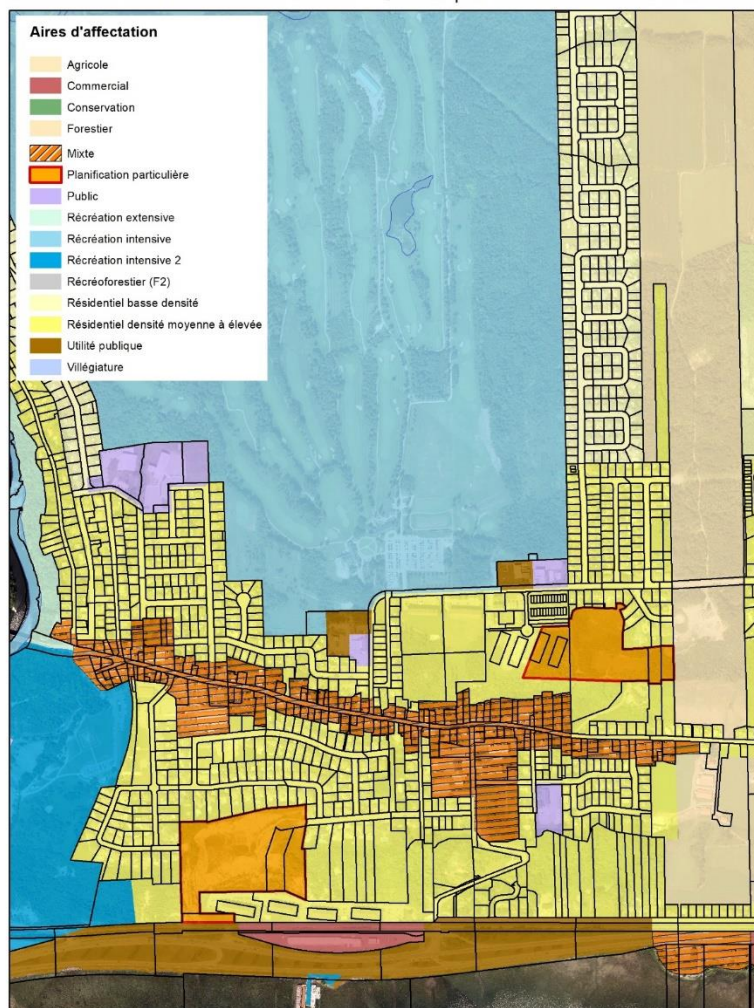 Aires d'affectation
Agricole
Commercial
Conservation
Forestier
Mixte
Planification particulière
Public
Récréation extensive
Récréation intensive
Récréation intensive 2
Récréoforestier (F2)
Résidentiel basse densité
Résidentiel densité moyenne à élevée
Utilité publique
Villégiature